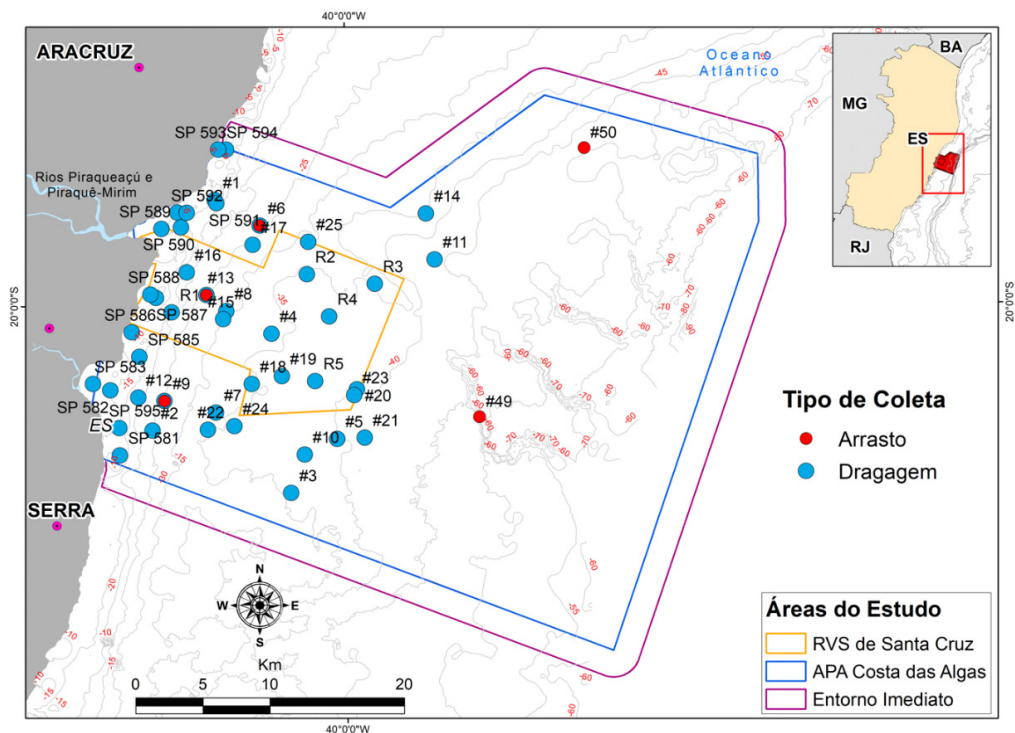 40°0'0"W
ARACRUZ
Oceano
Atlântico
BA
MG
ES
RJ
#50
SP 593 SP 594
Rios Piraqueaçú e
Piraquê-Mirim
#1
SP 592
#14
SP 589
SP 591
#6
#17
#25
SP 590
#11
#16
R2
R3
SP 588
#13
R1
#15
#8
R4
20°0'0"S
20°0'0"S
SP 586 SP 587
#4
SP 585
SP 583
#19
#18
R5
#23
#12
#9
#20
SP 582
SP 595
#2
#7
#49
ES
#22
#24
#5
#21
SP 581
#10
#3
SERRA
Tipo de Coleta
Arrasto
Dragagem
N
W
E
S
Km
0
5
10
20
Áreas do Estudo
RVS de Santa Cruz
APA Costa das Algas
Entorno Imediato
40°0'0"W